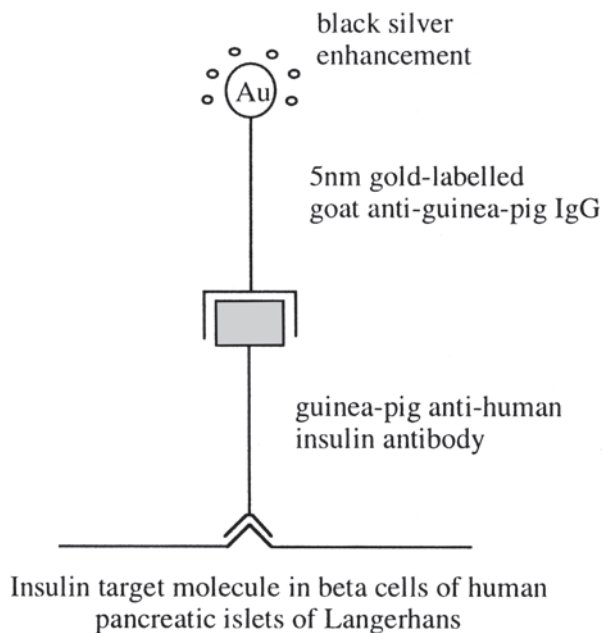 black silver
enhancement
Au
5nm gold-labelled
goat anti-guinea-pig IgG
guinea-pig anti-human
insulin antibody
Insulin target molecule in beta cells of human
pancreatic islets of Langerhans